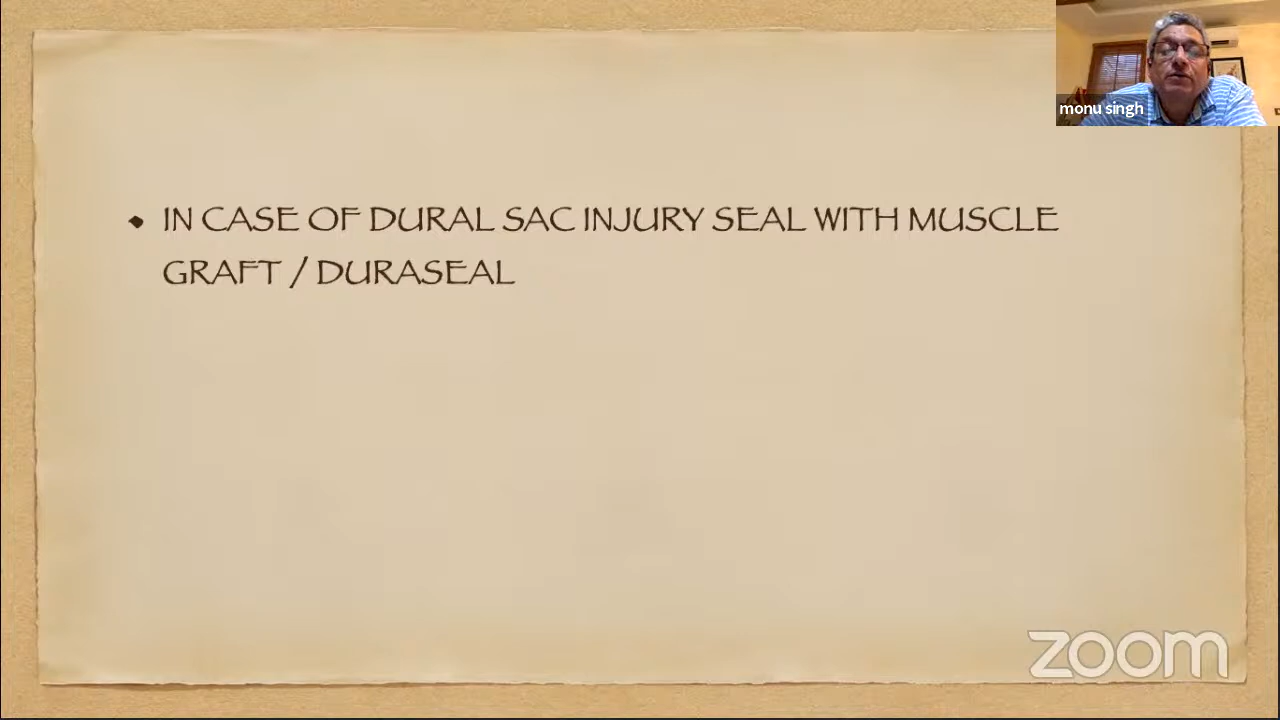 monu singh
• IN CASE OF DURAL SAC INJURY SEAL WITH MUSCLE
GRAFT / DURASEAL
zoom